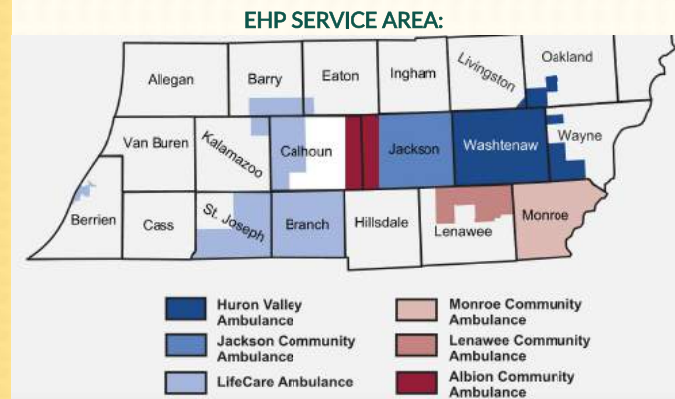 EHP SERVICE AREA:
Allegan
Barry
Eaton
Ingham
Livingston
Oakland
Van Buren
Kalamazoo
Calhoun
Jackson
Washtenaw
Wayne
Berrien
Cass
St. Joseph
Branch
Hillsdale
Lenawee
Monroe
Huron Valley
Ambulance
Jackson Community
Ambulance
LifeCare Ambulance
Monroe Community
Ambulance
Lenawee Community
Ambulance
Albion Community
Ambulance